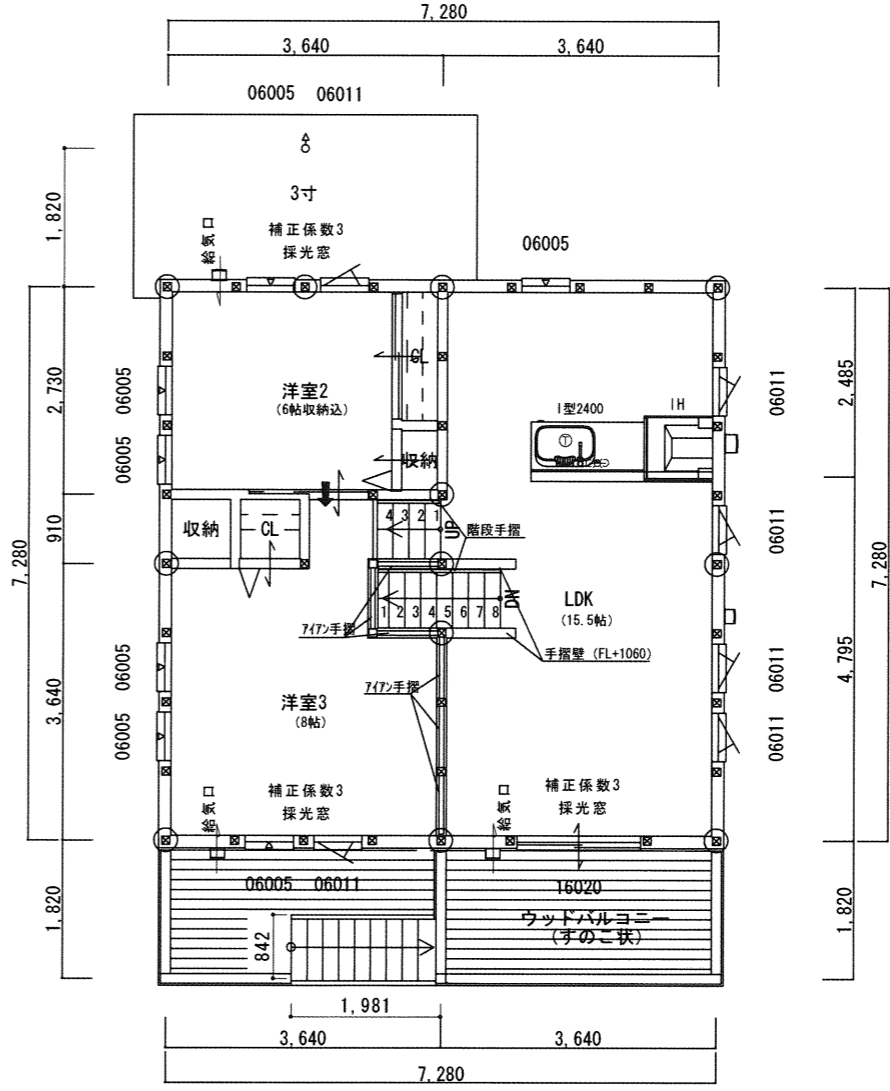 7,280
3,640
3,640
06005
06011
3寸
1,820
給気口
補正係数3
採光窓
06005
2,730
06005
06005
洋室2
(6帖収納込)
CL
収納
I型2400
IH
06011
2,485
7,280
910
収納
CL
4
3
2
1
UP
階段手摺
06011
7,280
1
2
3
4
5
6
7
8
DN
LDK
(15.5帖)
アイアン手摺
手摺壁 (FL+1060)
4,795
3,640
06005
06005
洋室3
(8帖)
アイアン手摺
06011
06011
給気口
補正係数3
採光窓
給気口
補正係数3
採光窓
1,820
06005
06011
16020
ウッドバルコニー
(すのこ状)
842
1,820
1,981
3,640
3,640
7,280